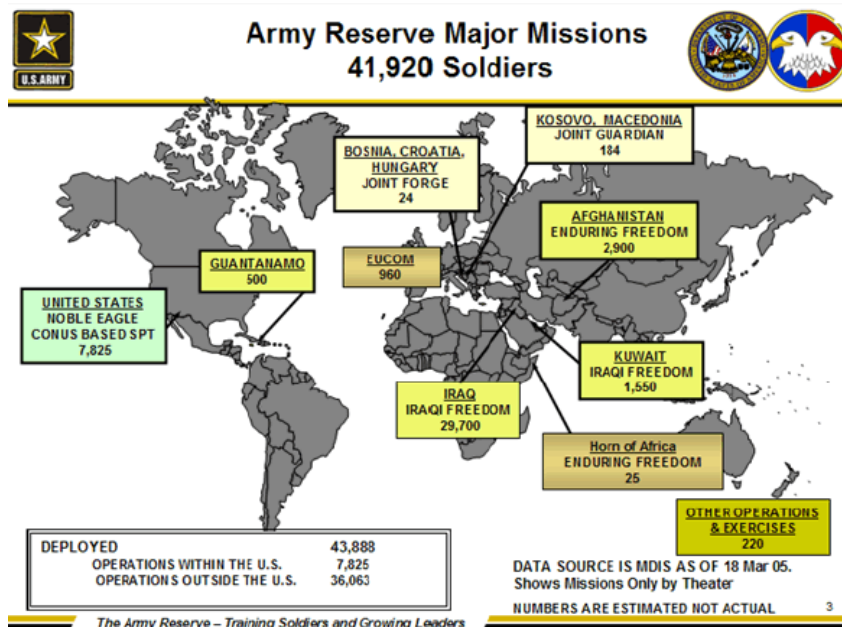 Army Reserve Major Missions
41,920 Soldiers
U.S.ARMY
KOSOVO, MACEDONIA
JOINT GUARDIAN
184
BOSNIA, CROATIA,
HUNGARY
JOINT FORGE
24
AFGHANISTAN
ENDURING FREEDOM
2,900
EUCOM
960
GUANTANAMO
500
UNITED STATES
NOBLE EAGLE
CONUS BASED SPT
7,825
KUWAIT
IRAQI FREEDOM
1,550
IRAQ
IRAQI FREEDOM
29,700
Horn of Africa
ENDURING FREEDOM
25
OTHER OPERATIONS
& EXERCISES
220
DEPLOYED 43,888
OPERATIONS WITHIN THE U.S. 7,825
OPERATIONS OUTSIDE THE U.S. 36,063
DATA SOURCE IS MDIS AS OF 18 Mar 05.
Shows Missions Only by Theater
NUMBERS ARE ESTIMATED NOT ACTUAL 3
The Army Reserve – Training Soldiers and Growing Leaders